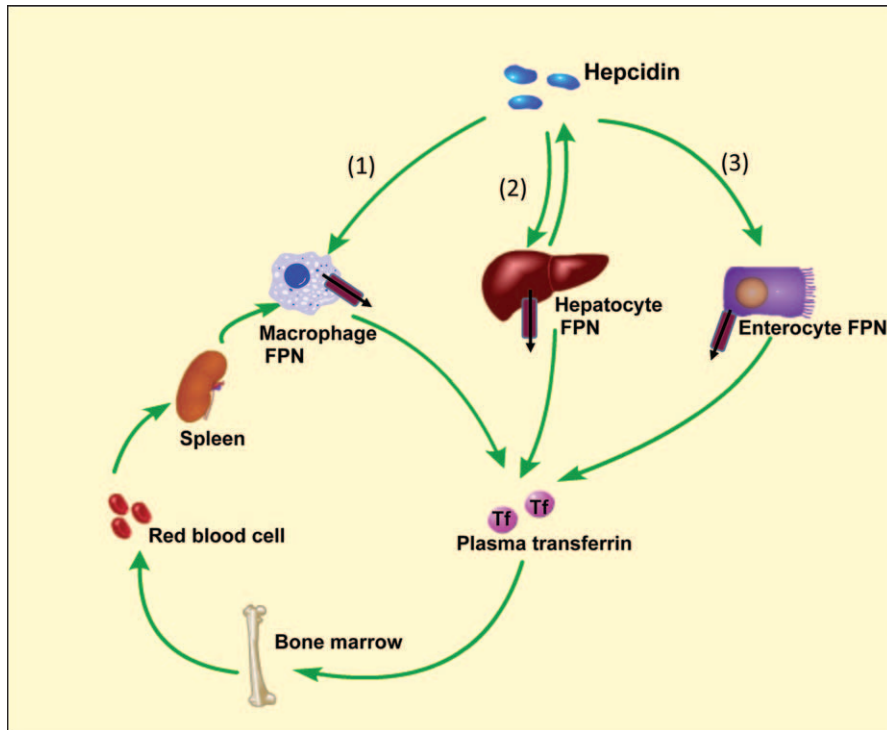 Hepcidin
(1)
(2)
(3)
Macrophage
FPN
Hepatocyte
FPN
Enterocyte FPN
Spleen
Tf
Tf
Red blood cell
Plasma transferrin
Bone marrow